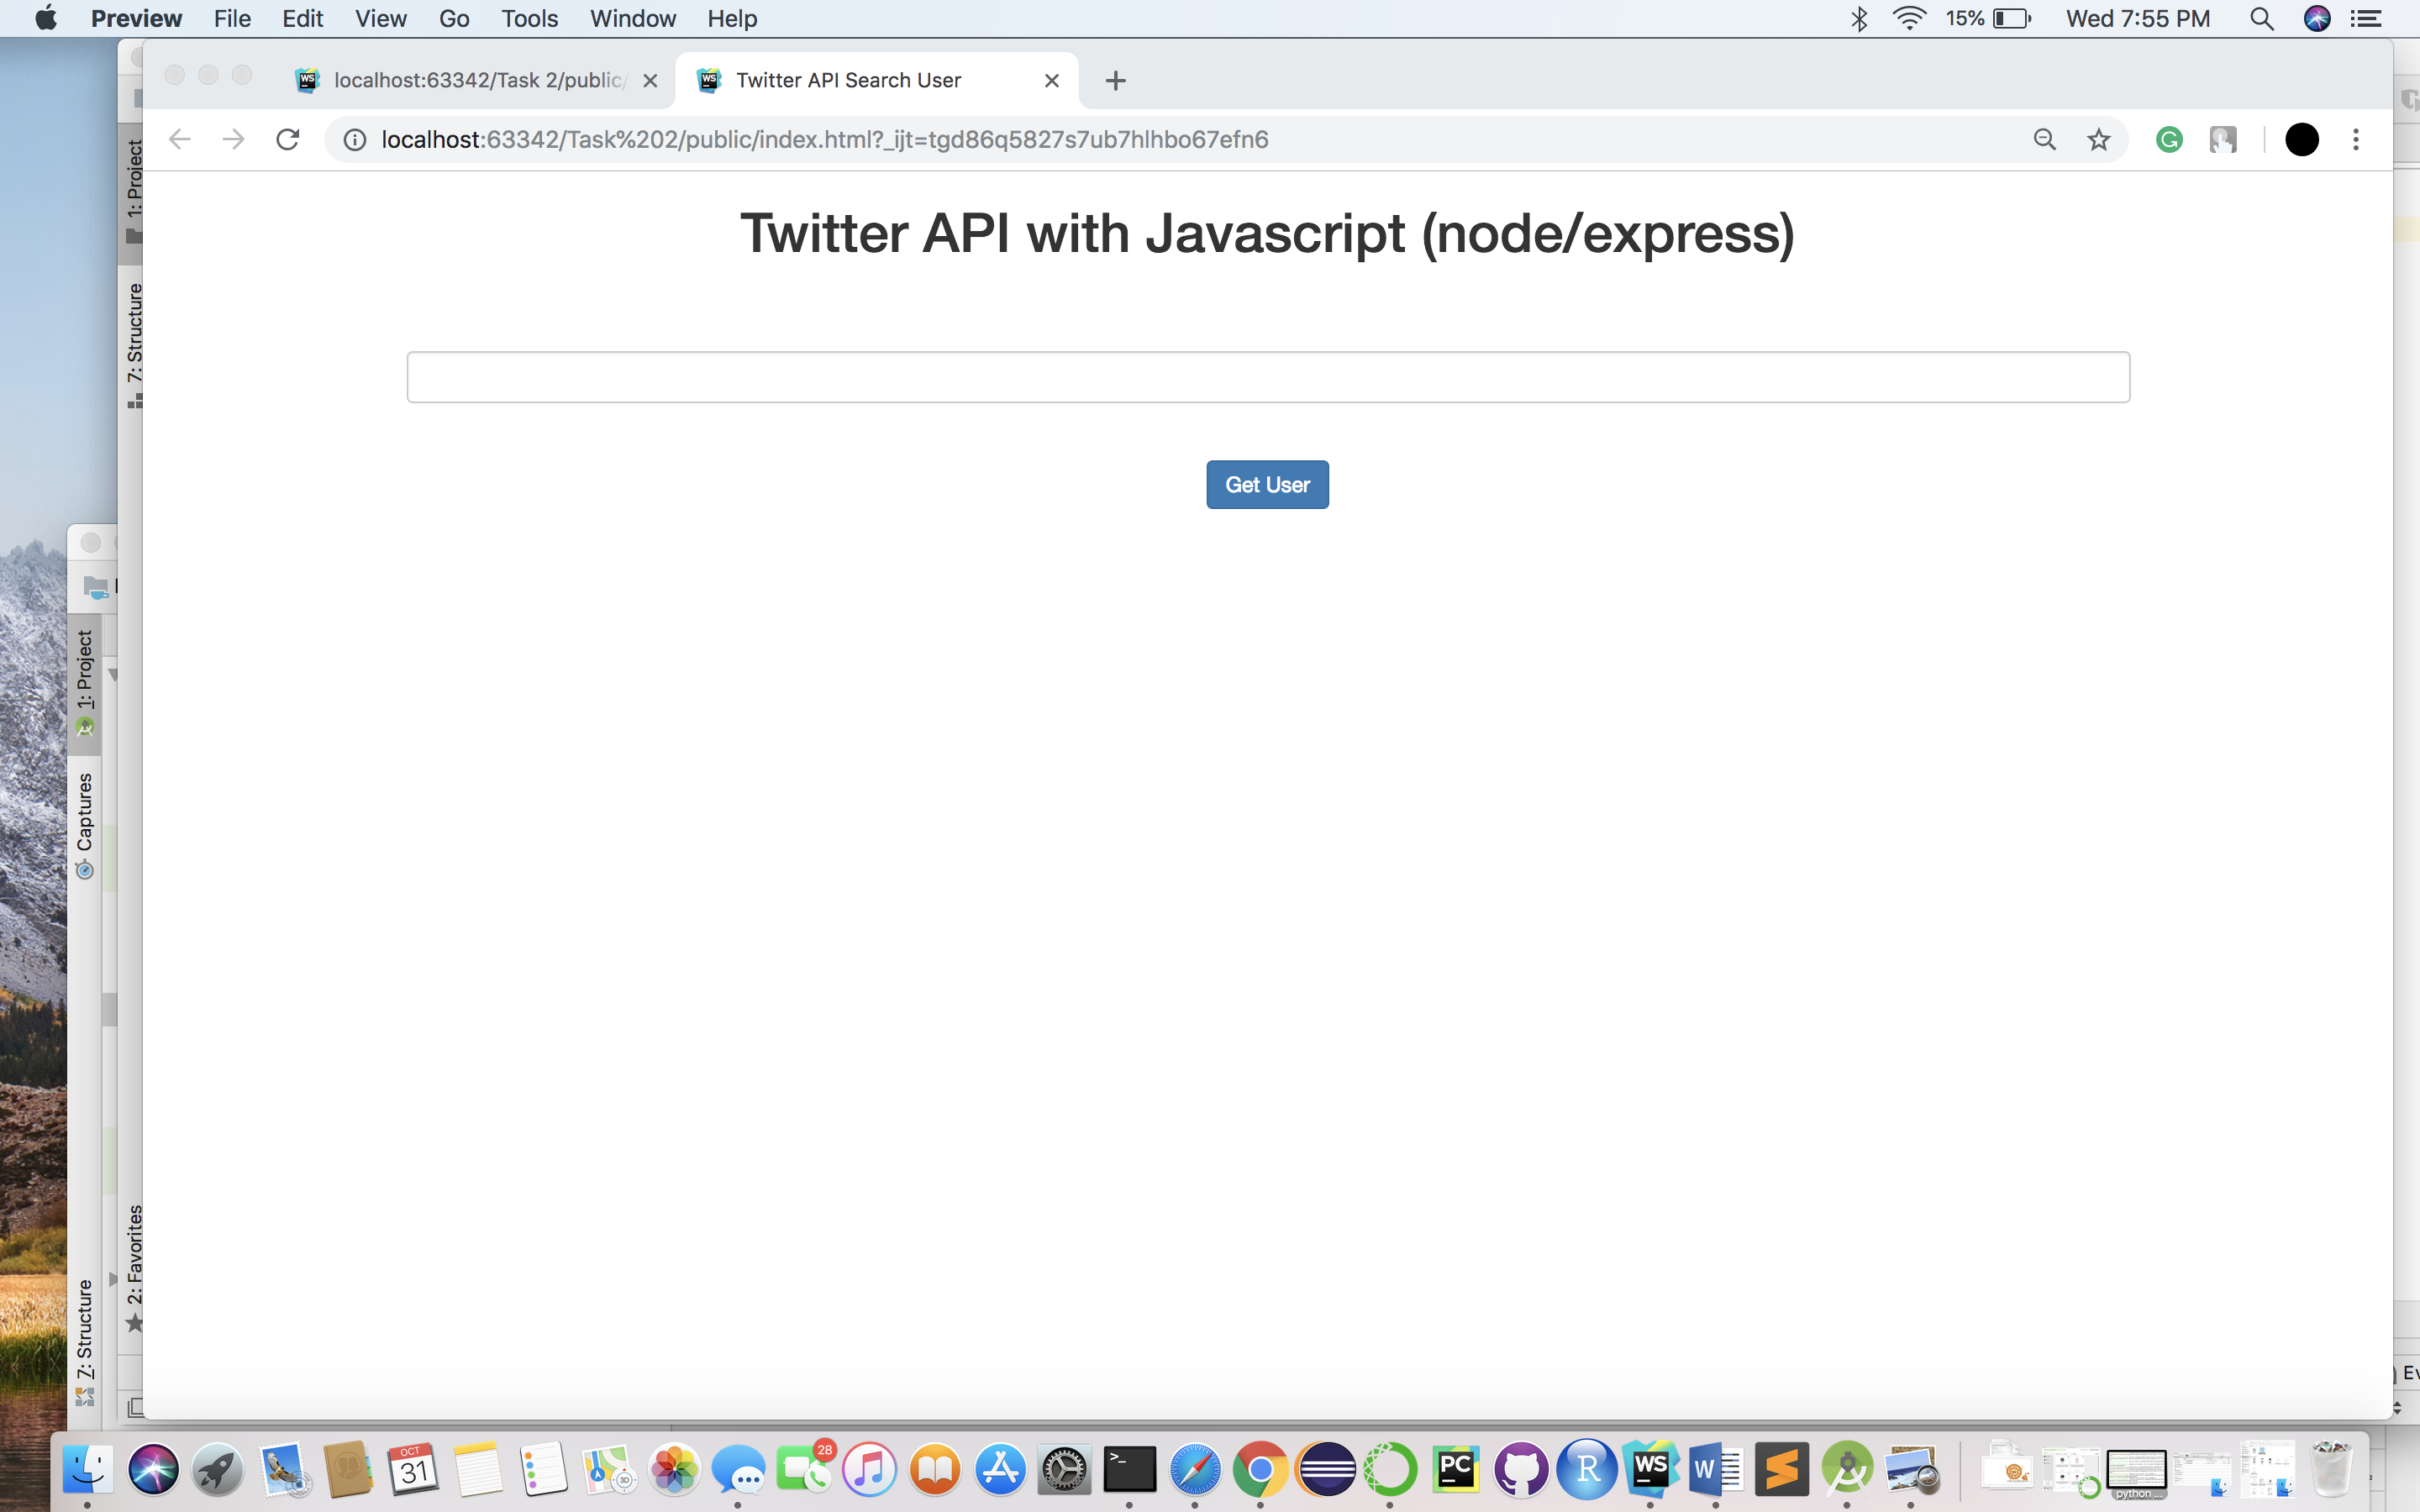 Preview File Edit View Go Tools Window Help 15% Wed 7:55 PM
localhost:63342/Task 2/public/ Twitter API Search User
localhost:63342/Task%202/public/index.html?_ijt=tgd86q5827s7ub7hlhbo67efn6
Twitter API with Javascript (node/express)
Get User
1: Project
7: Structure
2: Favorites
1: Project
Captures
7: Structure
Ev
OCT
31
3D
28
>_
PC
R
WS
W
python ...